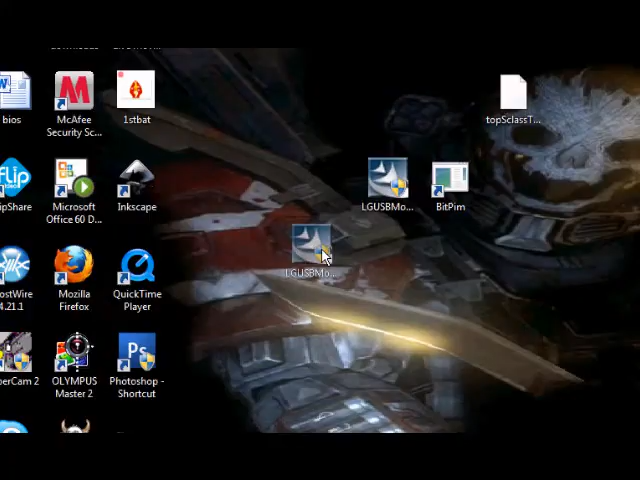 bios
McAfee
Security Sc...
1stbat
topSclassT...
ipShare
Microsoft
Office 60 D...
Inkscape
LGUSBMo...
BitPim
LGUSBMo...
ostWire
4.21.1
Mozilla
Firefox
QuickTime
Player
perCam 2
OLYMPUS
Master 2
Photoshop -
Shortcut